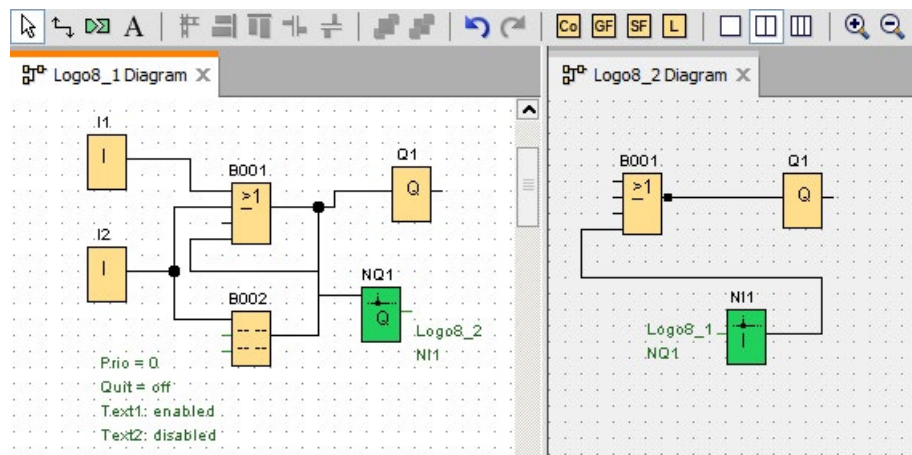 A Co GF SF L
Logo8_1 Diagram
Logo8_2 Diagram
I1
I
B001
>1
Q1
Q
I2
I
B002
NQ1
Q
Logo8_2
NI1
Prio = 0
Quit = off
Text1: enabled
Text2: disabled
B001
>1
Q1
Q
NI1
I
Logo8_1
NQ1